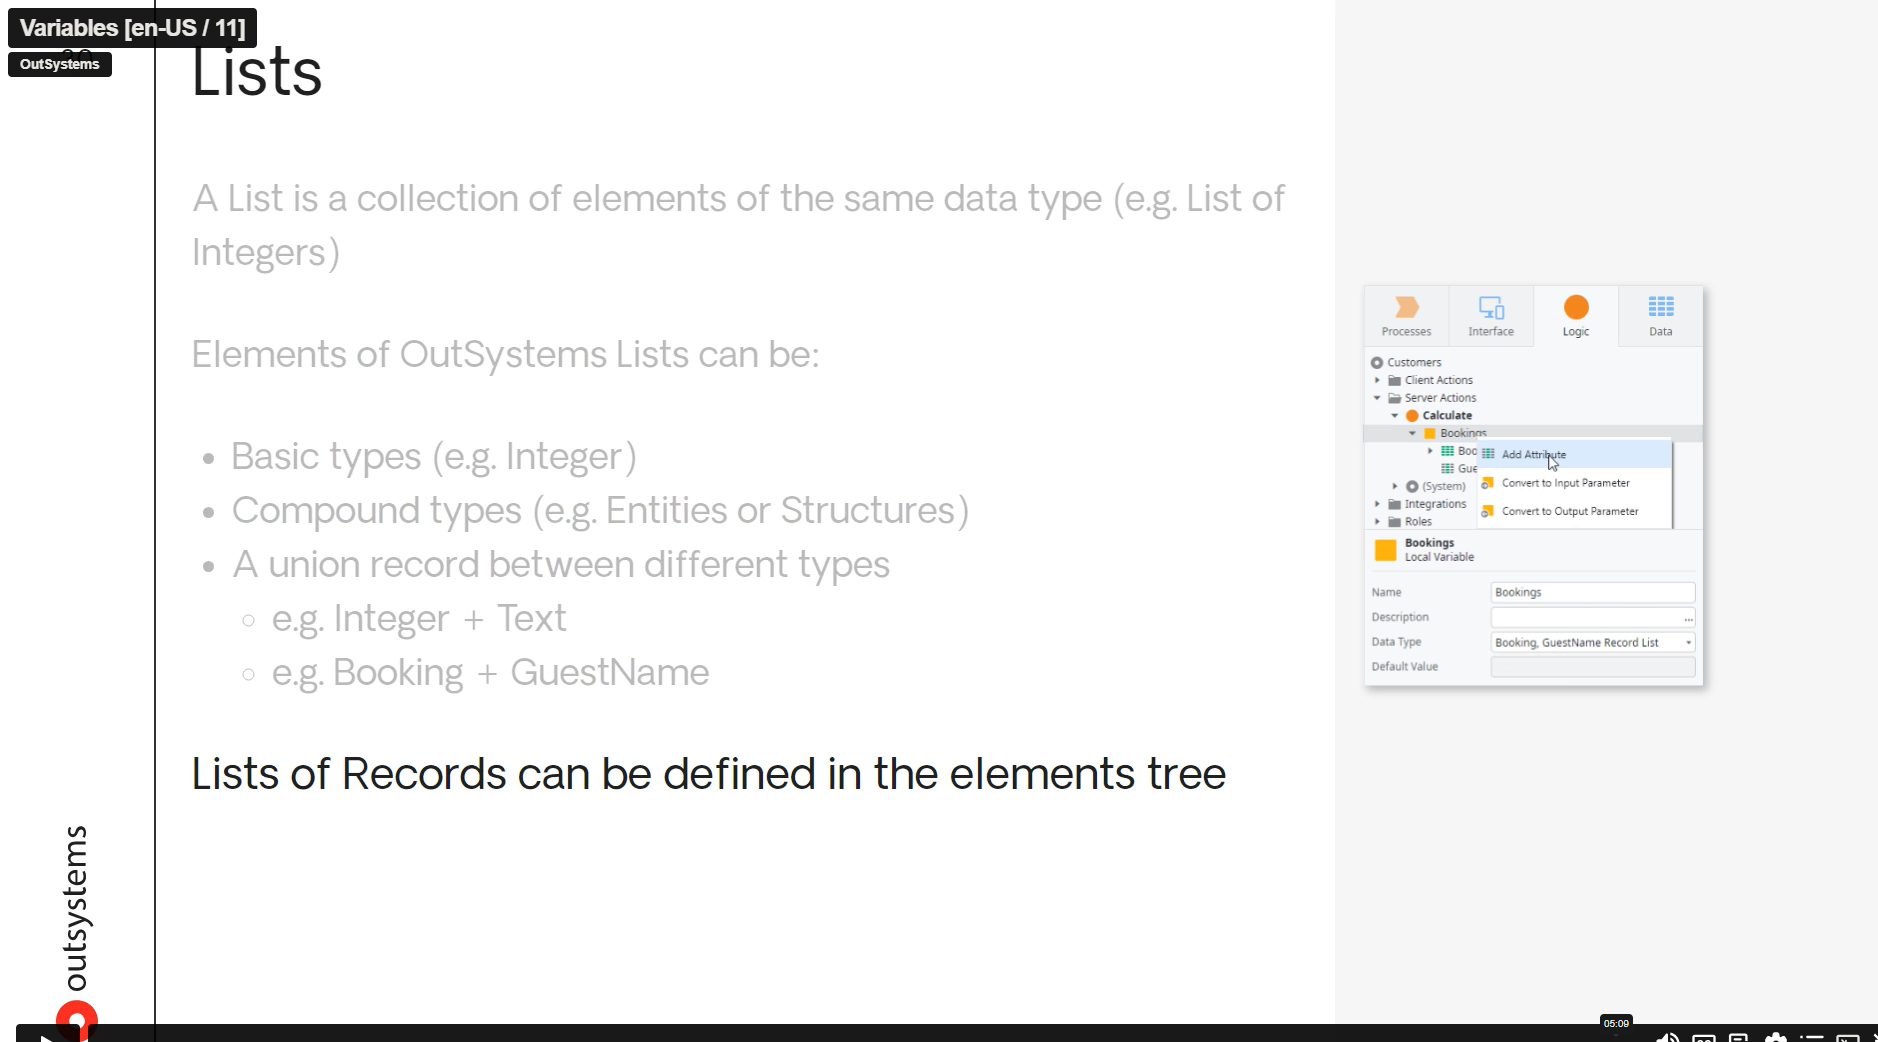 Variables [en-US / 11]
OutSystems
Lists
A List is a collection of elements of the same data type (e.g. List of
Integers)
Elements of OutSystems Lists can be:
• Basic types (e.g. Integer)
• Compound types (e.g. Entities or Structures)
• A union record between different types
○ e.g. Integer + Text
○ e.g. Booking + GuestName
Lists of Records can be defined in the elements tree
outsystems
Processes
Interface
Logic
Data
Customers
Client Actions
Server Actions
Calculate
Bookings
Boo
Add Attribute
Gue
(System)
Convert to Input Parameter
Integrations
Convert to Output Parameter
Roles
Bookings
Local Variable
Name
Bookings
Description
...
Data Type
Booking, GuestName Record List
Default Value
05:09